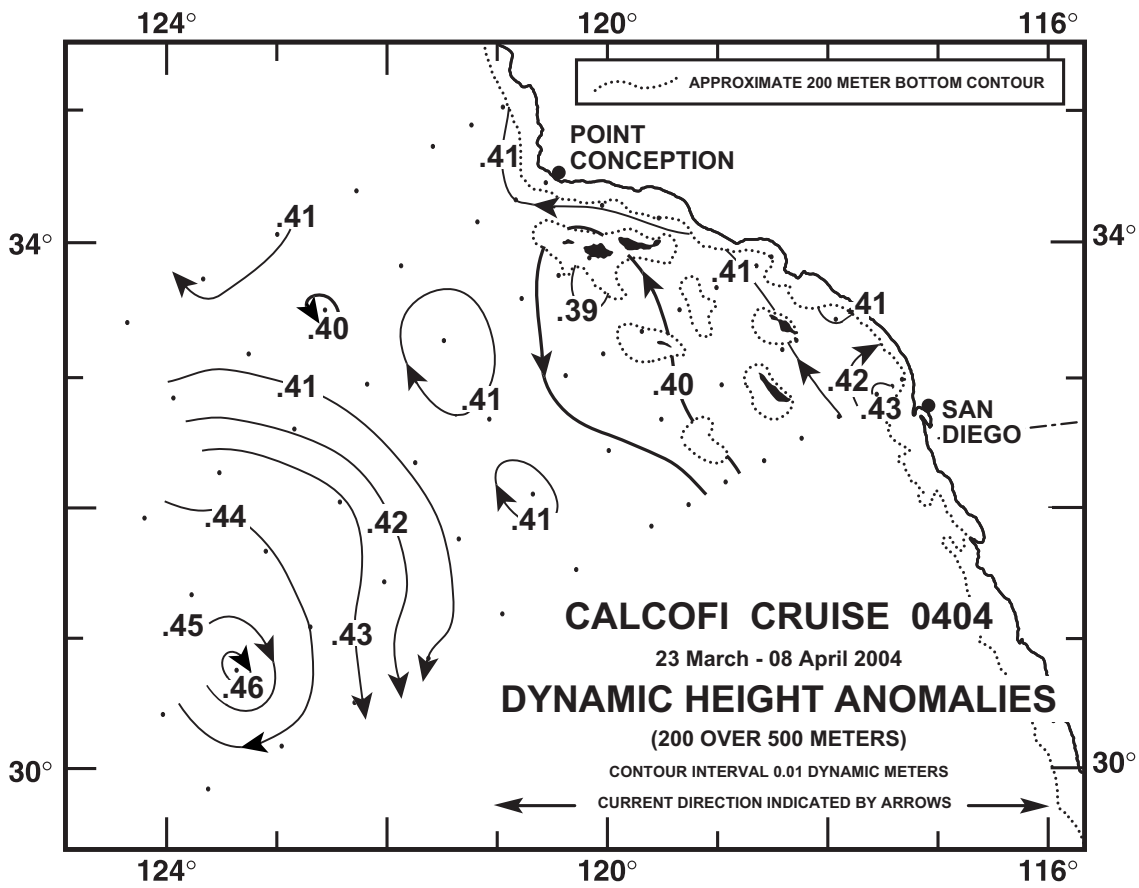 124° 120° 116°
APPROXIMATE 200 METER BOTTOM CONTOUR
POINT
CONCEPTION
.41
.41
34° 34°
.41
.39
.41
.40
.41
.40
.42
.41
.43
SAN
DIEGO
.41
.44
.42
.41
.45
.43
.46
CALCOFI CRUISE 0404
23 March - 08 April 2004
DYNAMIC HEIGHT ANOMALIES
(200 OVER 500 METERS)
30° 30°
CONTOUR INTERVAL 0.01 DYNAMIC METERS
CURRENT DIRECTION INDICATED BY ARROWS
124° 120° 116°